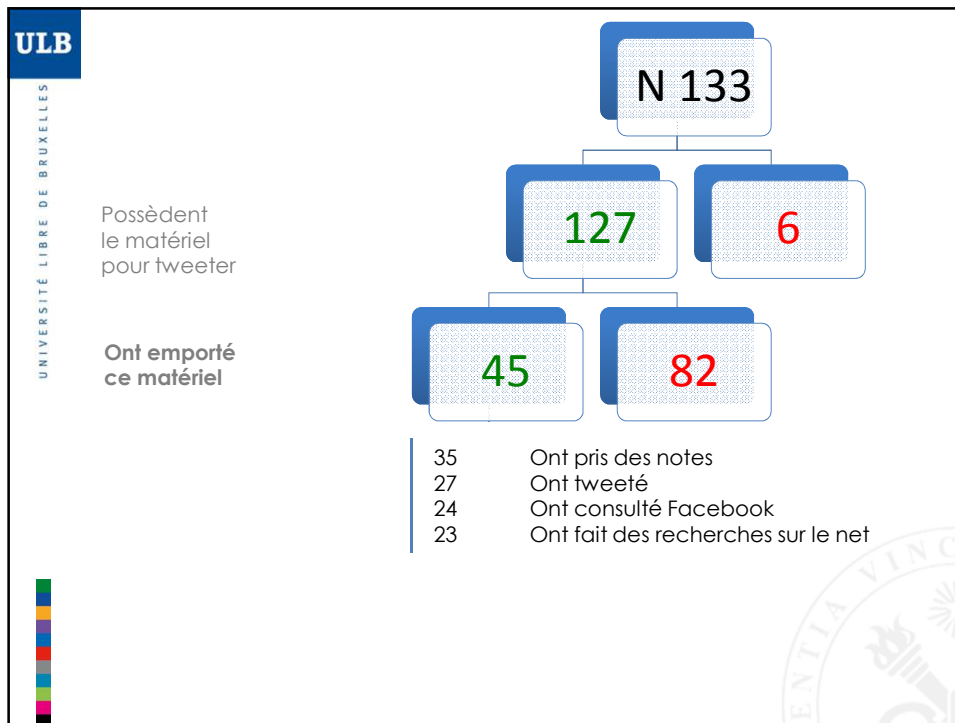 ULB
UNIVERSITÉ LIBRE DE BRUXELLES
N 133
Possèdent
le matériel
pour tweeter
127
6
Ont emporté
ce matériel
45
82
35 Ont pris des notes
27 Ont tweeté
24 Ont consulté Facebook
23 Ont fait des recherches sur le net
ENTIA VINC